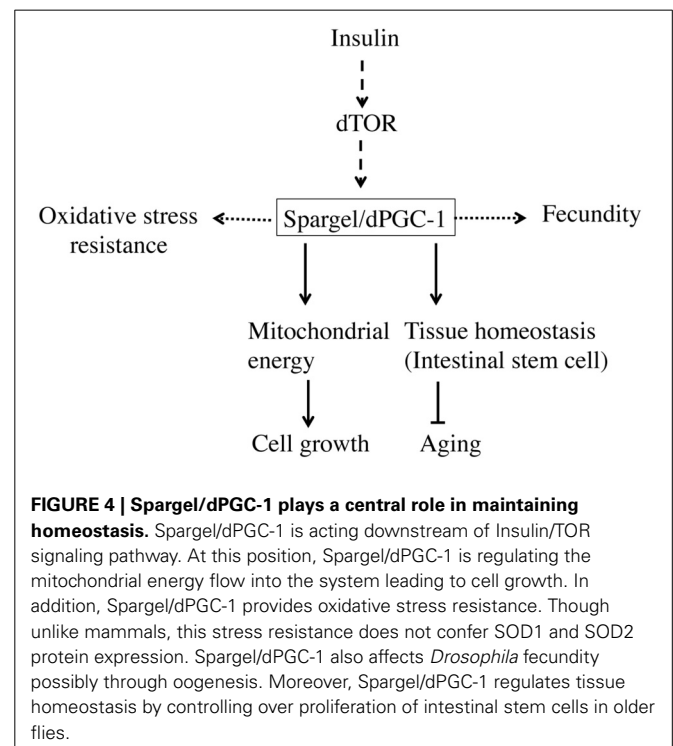 Insulin
dTOR
Oxidative stress
resistance
Spargel/dPGC-1
Fecundity
Mitochondrial
energy
Tissue homeostasis
(Intestinal stem cell)
Cell growth
Aging
FIGURE 4 | Spargel/dPGC-1 plays a central role in maintaining
homeostasis. Spargel/dPGC-1 is acting downstream of Insulin/TOR
signaling pathway. At this position, Spargel/dPGC-1 is regulating the
mitochondrial energy flow into the system leading to cell growth. In
addition, Spargel/dPGC-1 provides oxidative stress resistance. Though
unlike mammals, this stress resistance does not confer SOD1 and SOD2
protein expression. Spargel/dPGC-1 also affects Drosophila fecundity
possibly through oogenesis. Moreover, Spargel/dPGC-1 regulates tissue
homeostasis by controlling over proliferation of intestinal stem cells in older
flies.